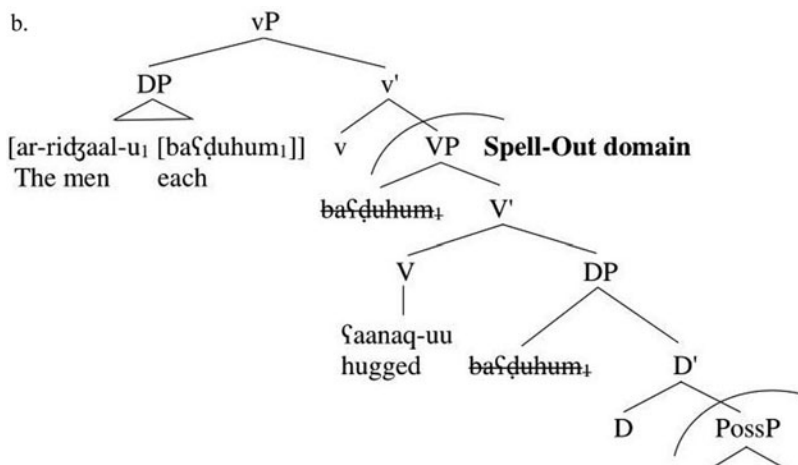 b.
vP
DP v'
[ar-riʤaal-u₁ [baʕḍuhum₁]] v VP Spell-Out domain
The men each
baʕḍuhum₁ V'
V DP
ʕaanaq-uu
hugged baʕḍuhum₁ D'
D PossP